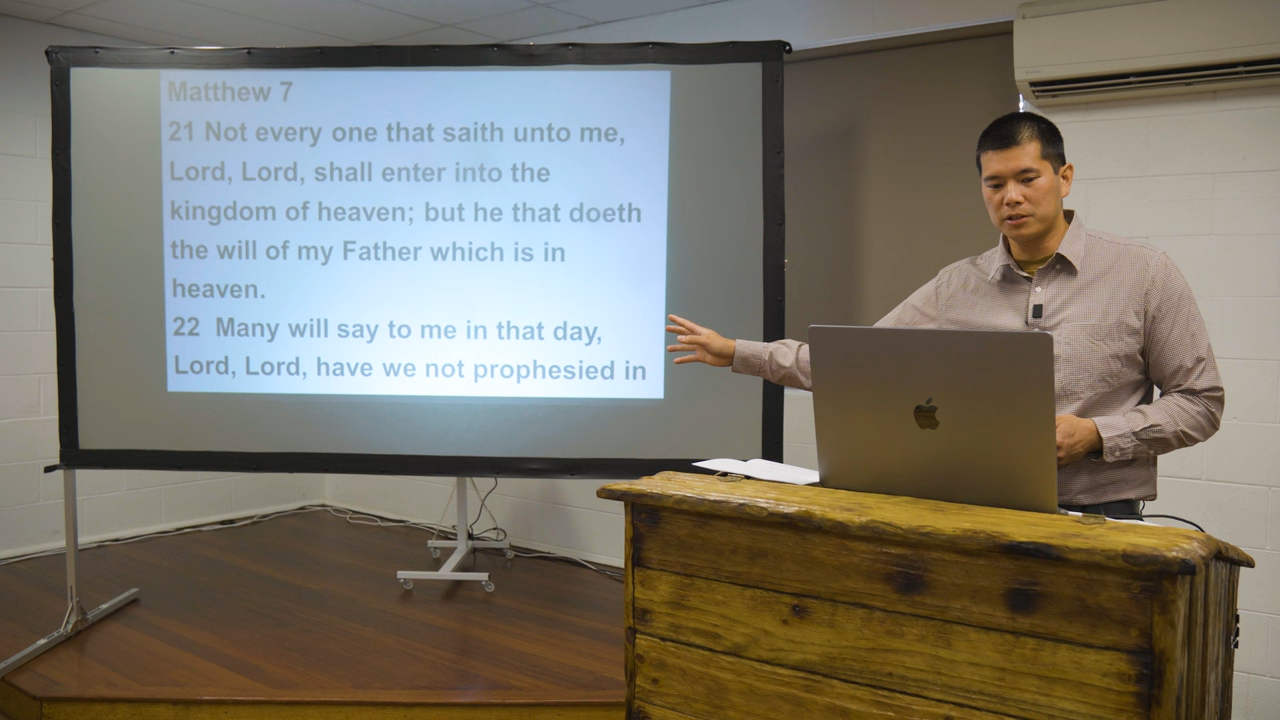 Matthew 7
21 Not every one that saith unto me,
Lord, Lord, shall enter into the
kingdom of heaven; but he that doeth
the will of my Father which is in
heaven.
22  Many will say to me in that day,
Lord, Lord, have we not prophesied in